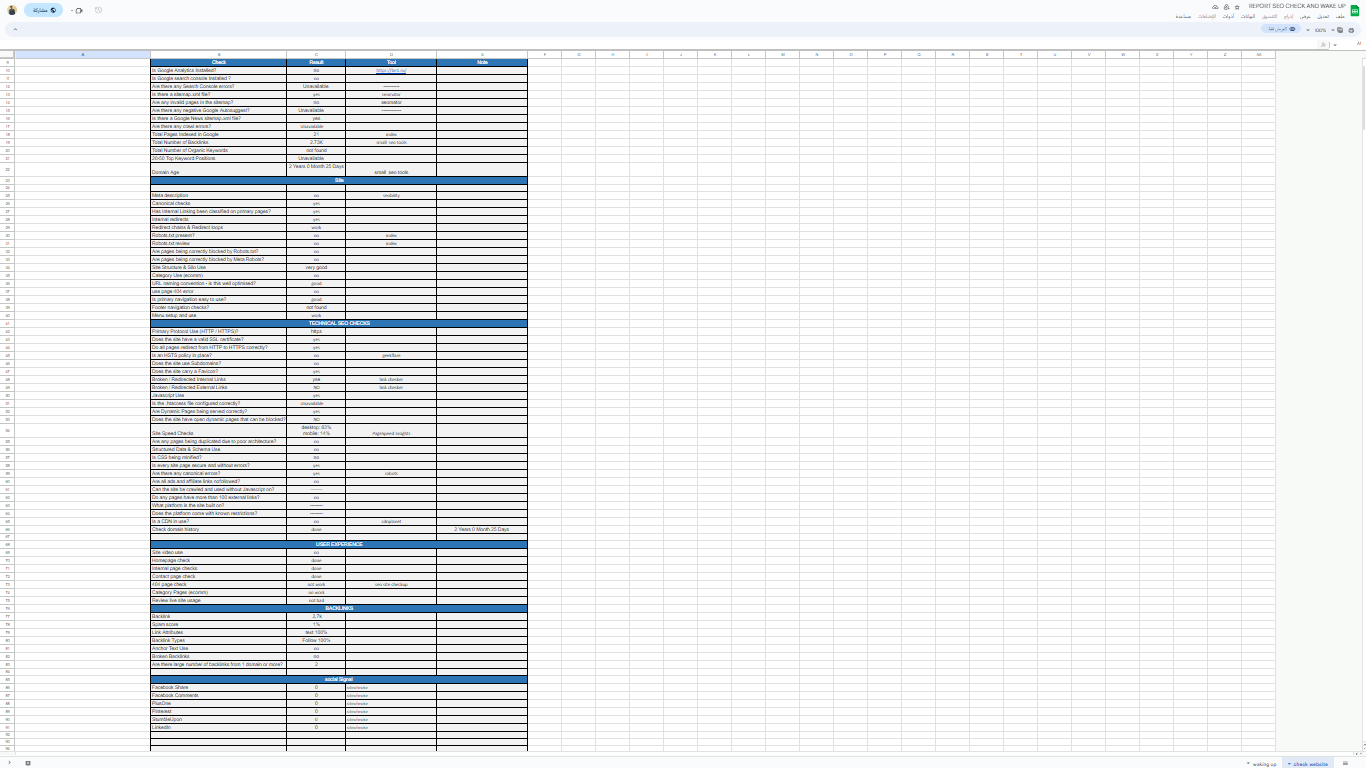 REPORT SEO CHECK AND WAKE UP
مشاركة
ملف تعديل عرض إدراج التنسيق البيانات أدوات الإضافات مساعدة
100%
Check Result Tool Note
Is Google Analytics Installed? no
Is Google search console Installed ? no
Are there any Search Console errors? Unavailable ----------
Is there a sitemap.xml file? yes seomator
Are any invalid pages in the sitemap? no seomator
Are there any negative Google Autosuggest? Unavailable ------------
Is there a Google News sitemap.xml file? yes
Are there any crawl errors? Unavailable
Total Pages Indexed in Google 21 index
Total Number of Backlinks 2.73K small seo tools
Total Number of Organic Keywords not found
20-50 Top Keyword Positions Unavailable
Domain Age 2 Years 0 Month 25 Days small seo tools
Meta description no seobility
Canonical checks yes
Has Internal Linking been classified on primary pages? yes
Internal redirects yes
Redirect chains & Redirect loops work
Robots.txt present? no index
Robots.txt review no index
Are pages being correctly blocked by Robots.txt? no
Are pages being correctly blocked by Meta Robots? no
Site Structure & Silo Use very good
Category Use (ecomm) no
URL naming convention - is this well optimised? good
use page 404 error no
Is primary navigation easy to use? good
Footer navigation checks? not found
Menu setup and use work
TECHNICAL SEO CHECKS
Primary Protocol Use (HTTP / HTTPS)? https
Does the site have a valid SSL certificate? yes
Do all pages redirect from HTTP to HTTPS correctly? yes
Is an HSTS policy in place? no geekflare
Does the site use Subdomains? no
Does the site carry a Favicon? yes
Broken / Redirected Internal Links yes link checker
Broken / Redirected External Links NO link checker
Javascript Use yes
Is the .htaccess file configured correctly? Unavailable
Are Dynamic Pages being served correctly? yes
Does the site have open dynamic pages that can be blocked? NO
Site Speed Checks desktop: 83% mobile: 14% Pagespeed insights
Are any pages being duplicated due to poor architecture? no
Structured Data & Schema Use no
Is CSS being minified? no
Is every site page secure and without errors? yes
Are there any canonical errors? yes robots
Are all ads and affiliate links nofollowed? no
Can the site be crawled and used without Javascript on? --------
Do any pages have more than 100 external links? no
What platform is the site built on? --------
Does the platform come with known restrictions? --------
Is a CDN in use? no cdnplanet
Check domain history done 2 Years 0 Month 25 Days
USER EXPERIENCE
Site video use no
Homepage check done
Internal page checks done
Contact page check done
404 page check not work seo site checkup
Category Pages (ecomm) no work
Review live site usage not bad
BACKLINKS
Backlink 2.7k
Spam score 1%
Link Attributes text 100%
Backlink Types Follow 100%
Anchor Text Use no
Broken Backlinks no
Are there large number of backlinks from 1 domain or more? 2
social Signal
Facebook Share 0
Facebook Comments 0
PlusOne 0
Pinterest 0
StumbleUpon 0
LinkedIn 0
waking up check website